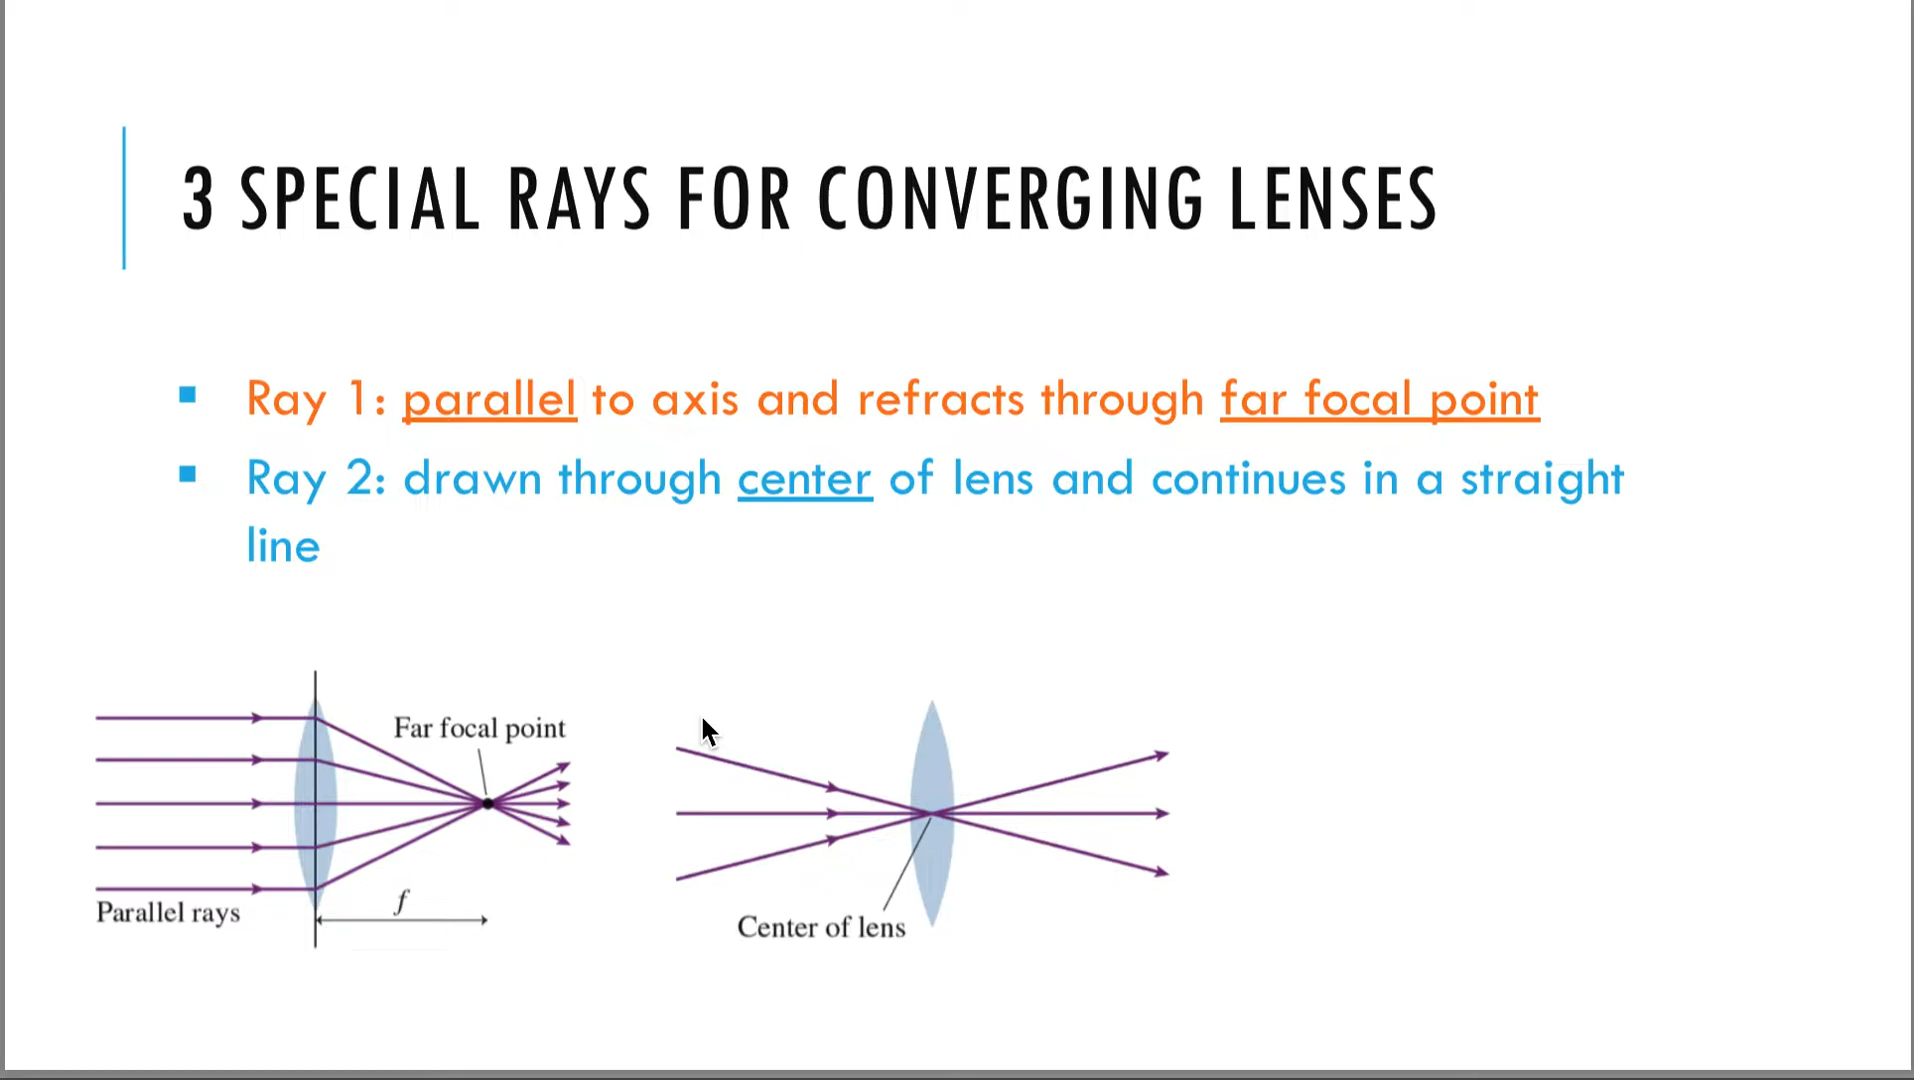 3 SPECIAL RAYS FOR CONVERGING LENSES
Ray 1: parallel to axis and refracts through far focal point
Ray 2: drawn through center of lens and continues in a straight
line
Far focal point
f
Parallel rays
Center of lens